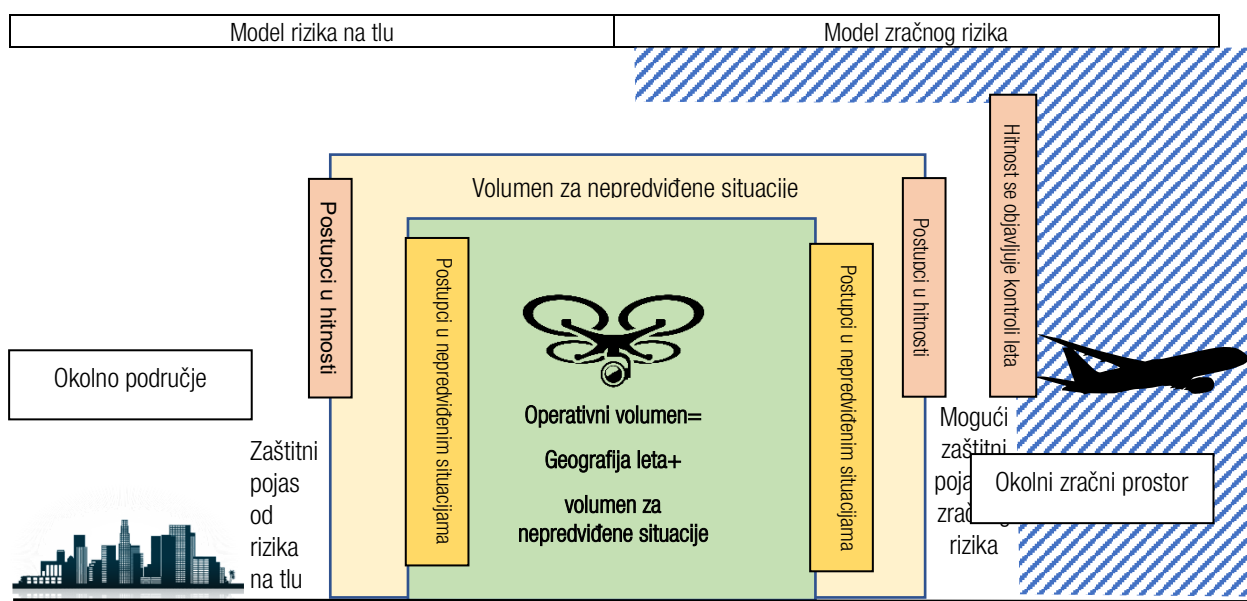 Model rizika na tlu
Model zračnog rizika
Volumen za nepredviđene situacije
Postupci u hitnosti
Postupci u nepredviđenim situacijama
Operativni volumen=
Geografija leta+
volumen za
nepredviđene situacije
Postupci u nepredviđenim situacijama
Postupci u hitnosti
Hitnost se objavljuje kontroli leta
Okolno područje
Zaštitni
pojas
od
rizika
na tlu
Mogući
zaštitni
rizika
Okolni zračni prostor